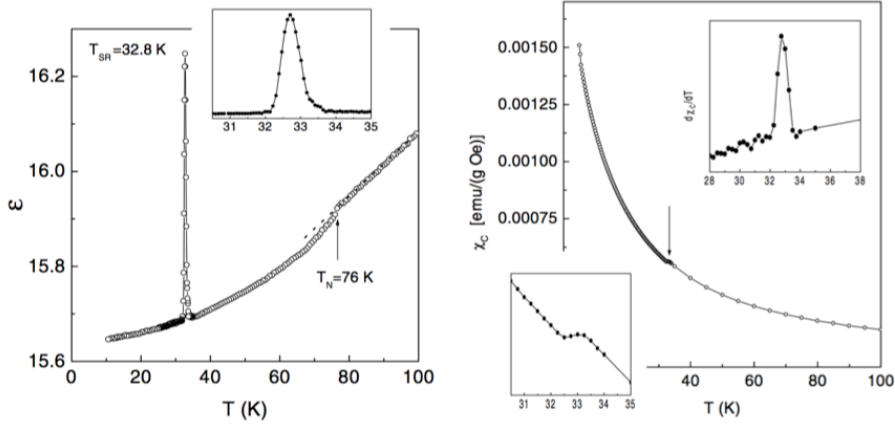 ε
16.2
16.0
15.8
15.6
T_SR=32.8 K
31 32 33 34 35
T_N=76 K
0 20 40 60 80 100
T (K)
χ_C [emu/(g Oe)]
0.00150
0.00125
0.00100
0.00075
dχ_C/dT
28 30 32 34 36 38
31 32 33 34 35
40 60 80 100
T (K)